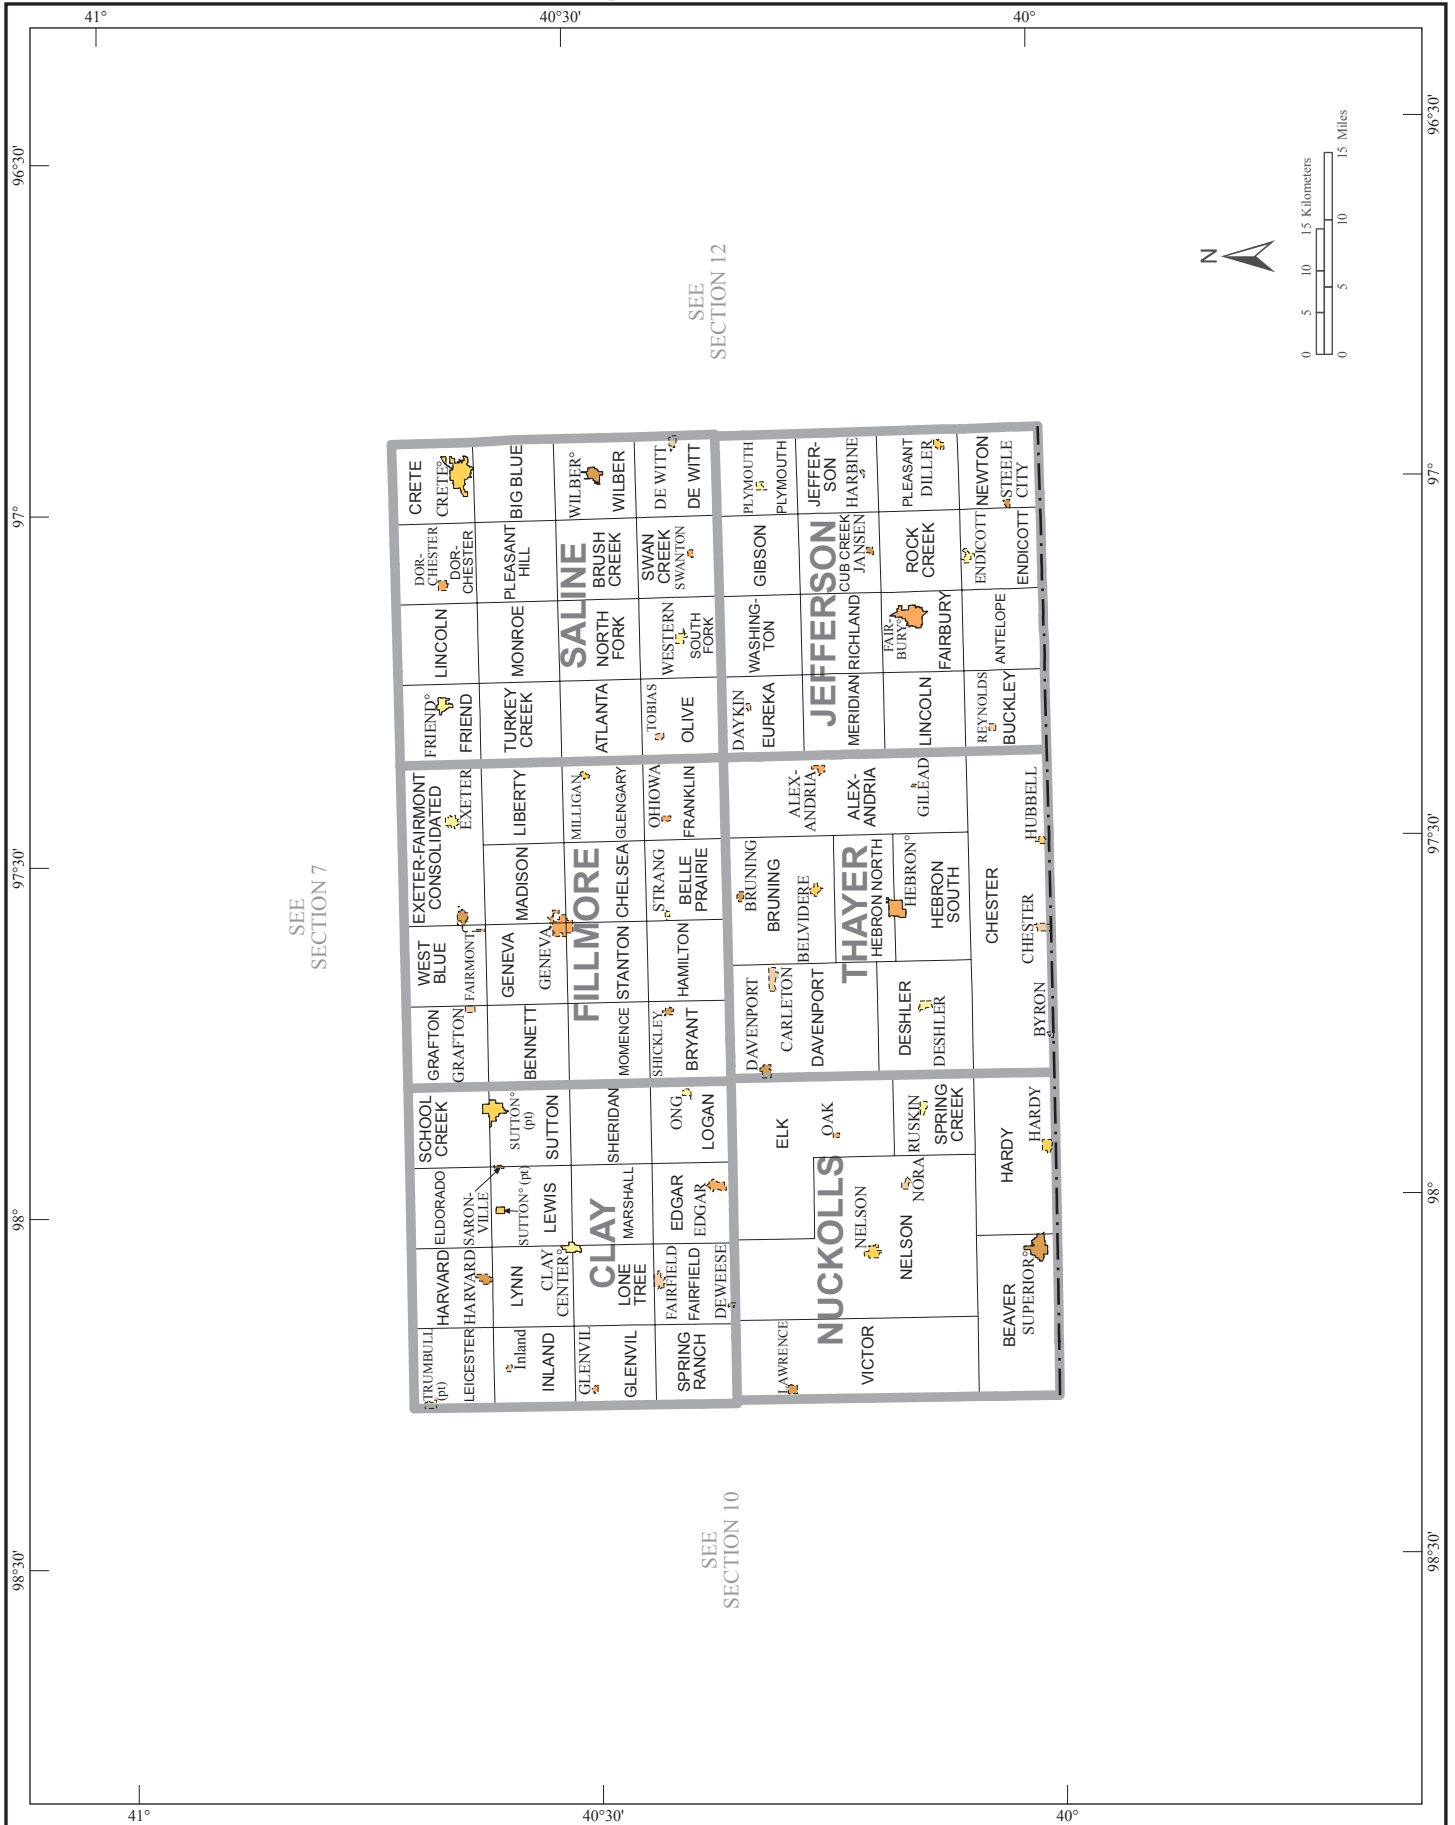 41°
40°30'
40°
96°30'
96°30'
97°
97°
97°30'
97°30'
98°
98°
98°30'
98°30'
41°
40°30'
40°
SEE
SECTION 7
SEE
SECTION 12
SEE
SECTION 10
N
0 5 10 15 Kilometers
0 5 10 15 Miles
SALINE
CRETE
CRETE°
BIG BLUE
WILBER°
WILBER
DE WITT
DE WITT
DOR-
CHESTER
DOR-
CHESTER
PLEASANT
HILL
BRUSH
CREEK
SWAN
CREEK
SWANTON
LINCOLN
MONROE
NORTH
FORK
WESTERN
SOUTH
FORK
FRIEND°
FRIEND
TURKEY
CREEK
ATLANTA
TOBIAS
OLIVE
JEFFERSON
PLYMOUTH
PLYMOUTH
JEFFER-
SON
HARBINE
PLEASANT
DILLER
NEWTON
STEELE
CITY
GIBSON
CUB CREEK
JANSEN
ROCK
CREEK
ENDICOTT
ENDICOTT
WASHING-
TON
RICHLAND
FAIR-
BURY°
FAIRBURY
ANTELOPE
DAYKIN
EUREKA
MERIDIAN
LINCOLN
REYNOLDS
BUCKLEY
FILLMORE
EXETER-FAIRMONT
CONSOLIDATED
EXETER
LIBERTY
MILLIGAN
GLENGARY
OHIOWA
FRANKLIN
MADISON
CHELSEA
STRANG
BELLE
PRAIRIE
WEST
BLUE
FAIRMONT
GENEVA
GENEVA
STANTON
HAMILTON
GRAFTON
GRAFTON
BENNETT
MOMENCE
SHICKLEY
BRYANT
THAYER
ALEX-
ANDRIA
ALEX-
ANDRIA
GILEAD
HUBBELL
BRUNING
BRUNING
BELVIDERE
HEBRON NORTH
HEBRON°
HEBRON
SOUTH
CHESTER
CHESTER
DAVENPORT
CARLETON
DAVENPORT
DESHLER
DESHLER
BYRON
CLAY
SCHOOL
CREEK
SUTTON°
(pt)
SUTTON
SHERIDAN
ONG
LOGAN
ELDORADO
SARON-
VILLE
SUTTON° (pt)
LEWIS
MARSHALL
EDGAR
EDGAR
HARVARD
HARVARD
LYNN
CLAY
CENTER°
LONE
TREE
FAIRFIELD
FAIRFIELD
DEWEESE
TRUMBULL
(pt)
LEICESTER
Inland
INLAND
GLENVIL
GLENVIL
SPRING
RANCH
NUCKOLLS
ELK
OAK
RUSKIN
SPRING
CREEK
HARDY
HARDY
NELSON
NELSON
NORA
BEAVER
SUPERIOR°
LAWRENCE
VICTOR